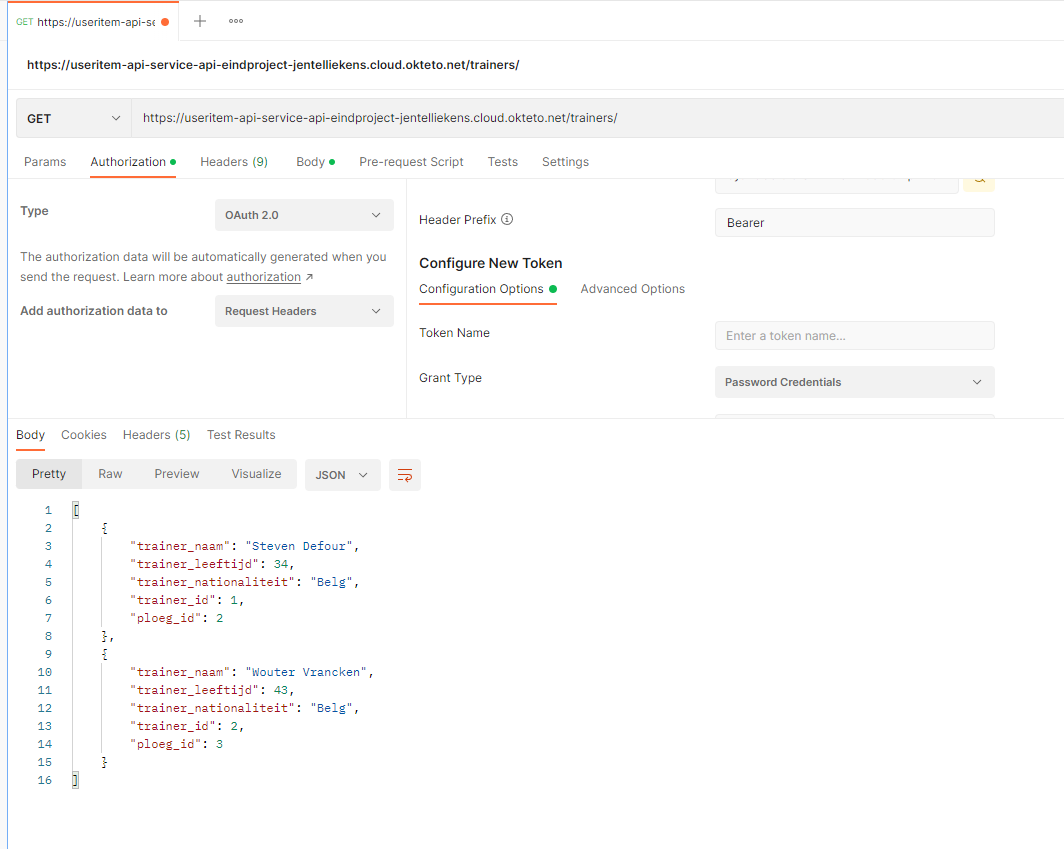 GET https://useritem-api-se
https://useritem-api-service-api-eindproject-jentelliekens.cloud.okteto.net/trainers/
GET https://useritem-api-service-api-eindproject-jentelliekens.cloud.okteto.net/trainers/
Params Authorization Headers (9) Body Pre-request Script Tests Settings
Type OAuth 2.0
The authorization data will be automatically generated when you
send the request. Learn more about authorization ↗
Add authorization data to Request Headers
Header Prefix Bearer
Configure New Token
Configuration Options Advanced Options
Token Name Enter a token name...
Grant Type Password Credentials
Body Cookies Headers (5) Test Results
Pretty Raw Preview Visualize JSON
1 [
2 {
3 "trainer_naam": "Steven Defour",
4 "trainer_leeftijd": 34,
5 "trainer_nationaliteit": "Belg",
6 "trainer_id": 1,
7 "ploeg_id": 2
8 },
9 {
10 "trainer_naam": "Wouter Vrancken",
11 "trainer_leeftijd": 43,
12 "trainer_nationaliteit": "Belg",
13 "trainer_id": 2,
14 "ploeg_id": 3
15 }
16 ]